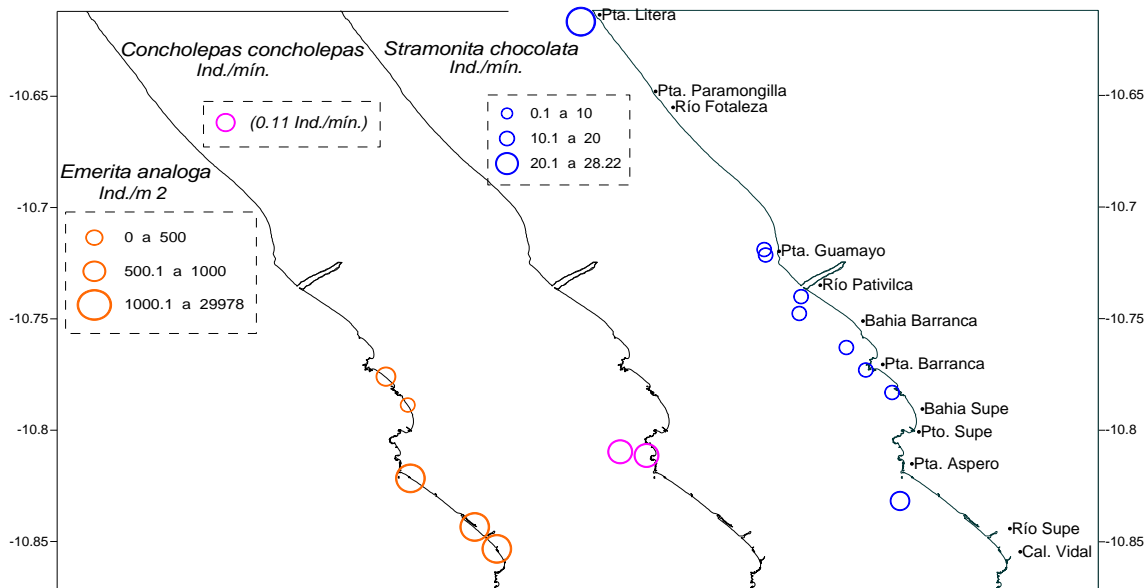 Concholepas concholepas
Ind./mín.
(0.11 Ind./mín.)
Stramonita chocolata
Ind./mín.
0.1 a 10
10.1 a 20
20.1 a 28.22
Emerita analoga
Ind./m 2
0 a 500
500.1 a 1000
1000.1 a 29978
Pta. Litera
Pta. Paramongilla
Río Fotaleza
Pta. Guamayo
Río Pativilca
Bahia Barranca
Pta. Barranca
Bahia Supe
Pto. Supe
Pta. Aspero
Río Supe
Cal. Vidal
-10.65
-10.7
-10.75
-10.8
-10.85
-10.65
-10.7
-10.75
-10.8
-10.85